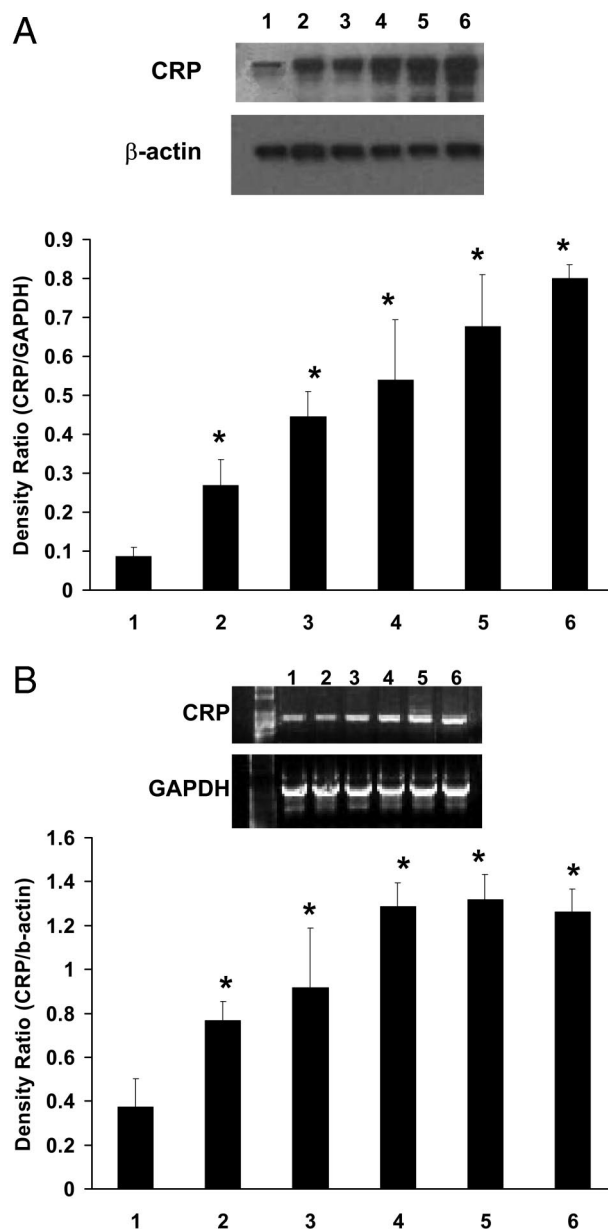 A
1 2 3 4 5 6
CRP
β-actin
Density Ratio (CRP/GAPDH)
0.9
0.8
0.7
0.6
0.5
0.4
0.3
0.2
0.1
0
* * * * *
1 2 3 4 5 6
B
1 2 3 4 5 6
CRP
GAPDH
Density Ratio (CRP/b-actin)
1.6
1.4
1.2
1
0.8
0.6
0.4
0.2
0
* * * * *
1 2 3 4 5 6